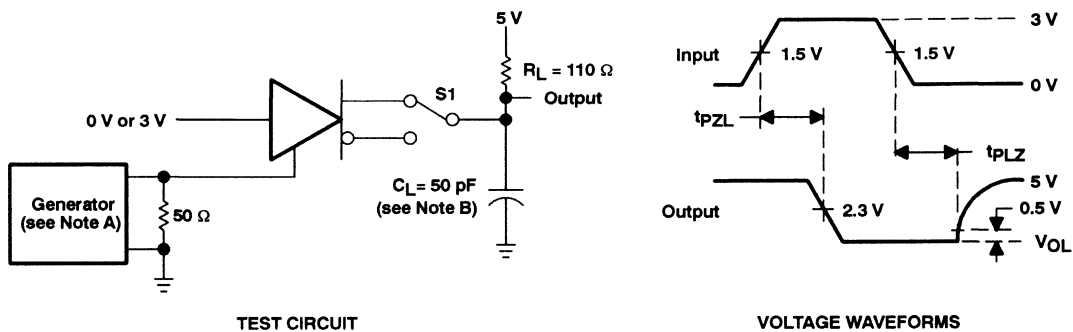 5 V
R_L = 110 Ω
S1
Output
0 V or 3 V
Generator
(see Note A)
50 Ω
C_L = 50 pF
(see Note B)
TEST CIRCUIT
3 V
Input
1.5 V
1.5 V
0 V
t_PZL
t_PLZ
5 V
Output
2.3 V
0.5 V
V_OL
VOLTAGE WAVEFORMS